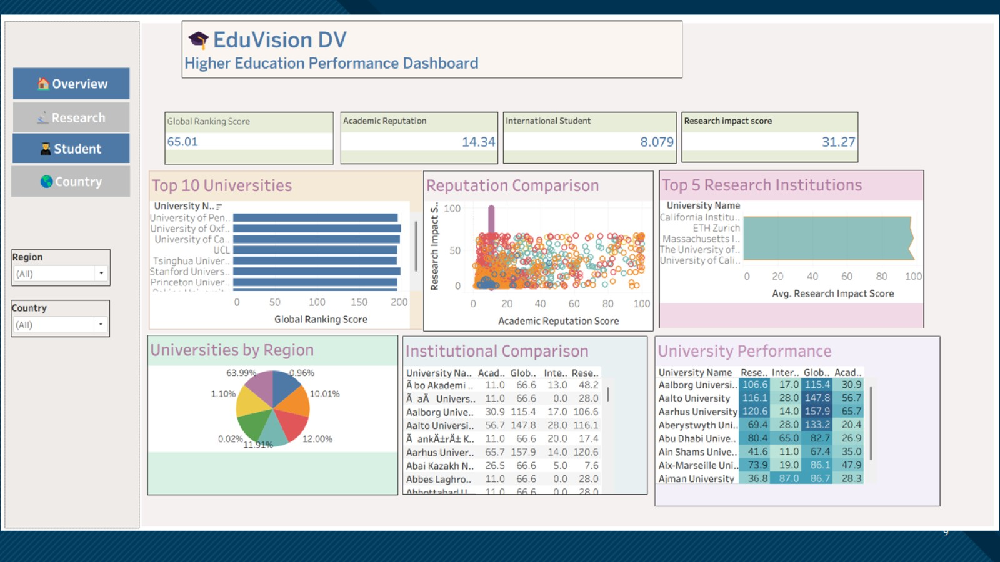 EduVision DV
Higher Education Performance Dashboard
Overview
Research
Student
Country
Region
(All)
Country
(All)
Global Ranking Score
65.01
Academic Reputation
14.34
International Student
8.079
Research impact score
31.27
Top 10 Universities
University N..
University of Pen..
University of Oxf..
University of Ca..
UCL
Tsinghua Univer..
Stanford Univers..
Princeton Univer..
0 50 100 150 200
Global Ranking Score
Reputation Comparison
Research Impact S..
100
50
0
0 20 40 60 80 100
Academic Reputation Score
Top 5 Research Institutions
University Name
California Institu..
ETH Zurich
Massachusetts I..
The University of..
University of Cali..
0 20 40 60 80 100
Avg. Research Impact Score
Universities by Region
63.99% 0.96%
1.10% 10.01%
0.02% 11.91% 12.00%
Institutional Comparison
University Na.. Acad.. Glob.. Inte.. Rese..
Ã bo Akademi .. 11.0 66.6 13.0 48.2
Ã aÄ Univers.. 11.0 66.6 0.0 28.0
Aalborg Unive.. 30.9 115.4 17.0 106.6
Aalto Universi.. 56.7 147.8 28.0 116.1
Ã ankÄ±rÄ± K.. 11.0 66.6 20.0 17.4
Aarhus Univer.. 65.7 157.9 14.0 120.6
Abai Kazakh N.. 26.5 66.6 5.0 7.6
Abbes Laghro.. 11.0 66.6 0.0 28.0
Abbottabad U... 11.0 66.6 0.0 28.0
University Performance
University Name Rese.. Inter.. Glob.. Acad..
Aalborg Universi.. 106.6 17.0 115.4 30.9
Aalto University 116.1 28.0 147.8 56.7
Aarhus University 120.6 14.0 157.9 65.7
Aberystwyth Uni.. 69.4 28.0 133.2 20.4
Abu Dhabi Unive.. 80.4 65.0 82.7 26.9
Ain Shams Unive.. 41.6 11.0 67.4 35.0
Aix-Marseille Uni.. 73.9 19.0 86.1 47.9
Ajman University 36.8 87.0 86.7 28.3
9